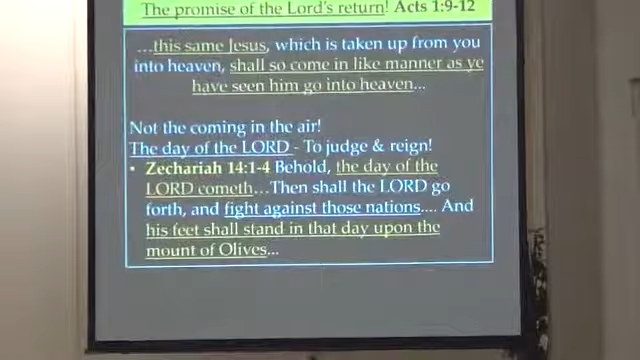 The promise of the Lord's return! Acts 1:9-12
…this same Jesus, which is taken up from you
into heaven, shall so come in like manner as ye
have seen him go into heaven...
Not the coming in the air!
The day of the LORD - To judge & reign!
• Zechariah 14:1-4 Behold, the day of the
LORD cometh…Then shall the LORD go
forth, and fight against those nations…. And
his feet shall stand in that day upon the
mount of Olives...